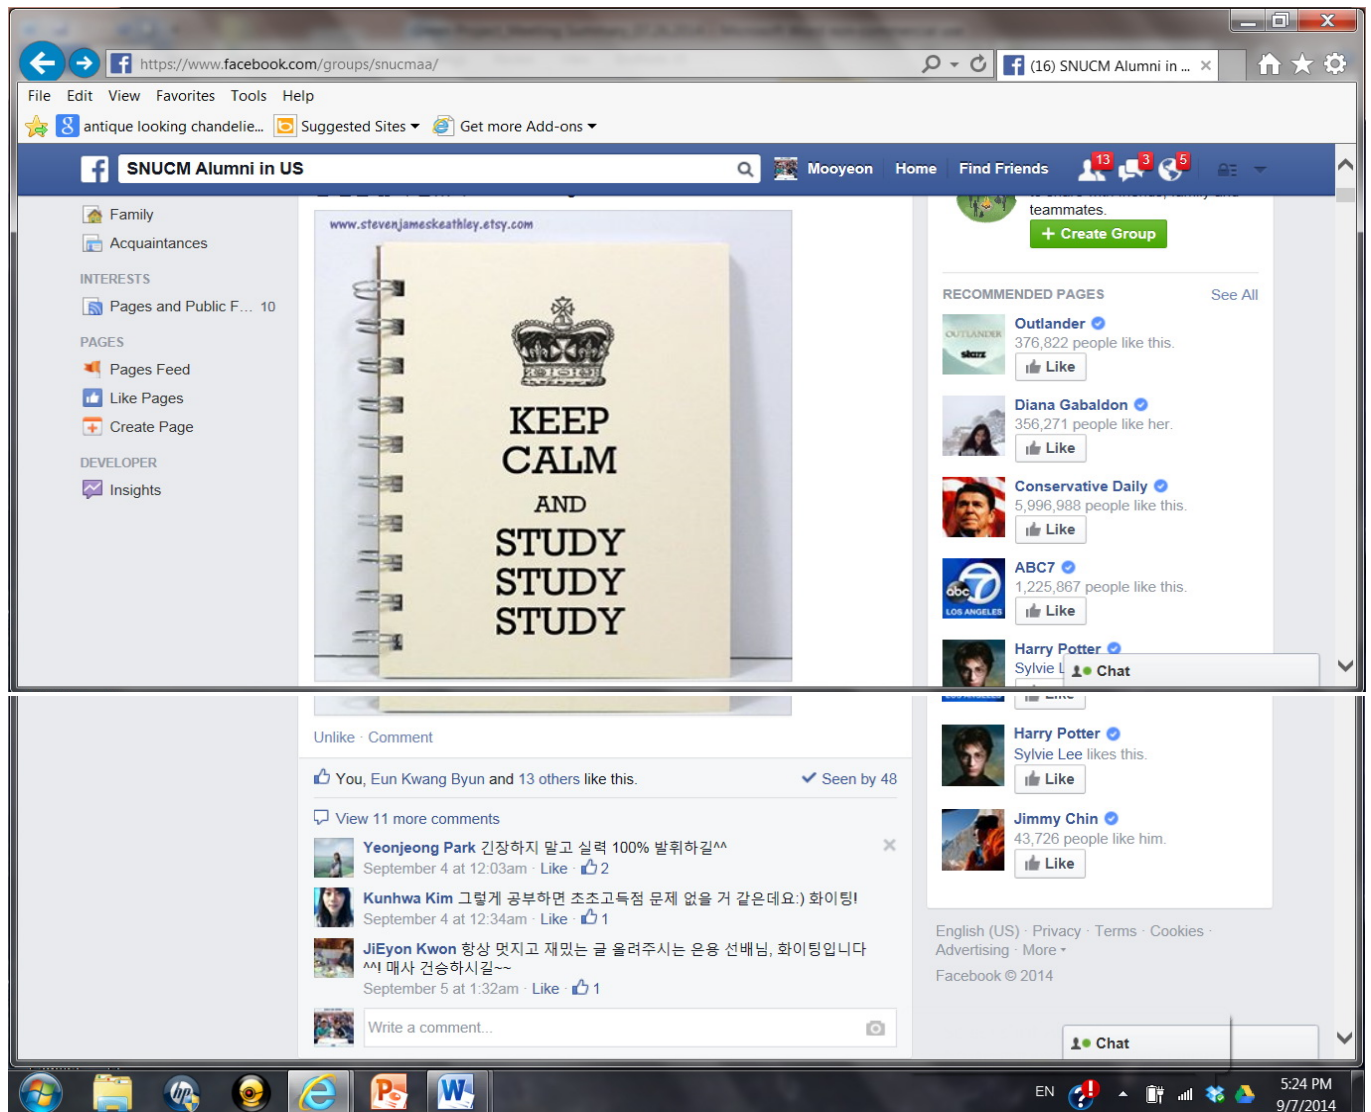 https://www.facebook.com/groups/snucmaa/
(16) SNUCM Alumni in ...
File Edit View Favorites Tools Help
antique looking chandelie... Suggested Sites Get more Add-ons
SNUCM Alumni in US
Mooyeon Home Find Friends 13 3 5
Family
Acquaintances
INTERESTS
Pages and Public F... 10
PAGES
Pages Feed
Like Pages
Create Page
DEVELOPER
Insights
www.stevenjameskeathley.etsy.com
KEEP
CALM
AND
STUDY
STUDY
STUDY
teammates.
+ Create Group
RECOMMENDED PAGES See All
OUTLANDER
starz
Outlander
376,822 people like this.
Like
Diana Gabaldon
356,271 people like her.
Like
Conservative Daily
5,996,988 people like this.
Like
abc 7
LOS ANGELES
ABC7
1,225,867 people like this.
Like
Harry Potter
Sylvie
Chat
Unlike · Comment
You, Eun Kwang Byun and 13 others like this.
Seen by 48
View 11 more comments
Yeonjeong Park 긴장하지 말고 실력 100% 발휘하길^^
September 4 at 12:03am · Like · 2
Kunhwa Kim 그렇게 공부하면 초초고득점 문제 없을 거 같은데요:) 화이팅!
September 4 at 12:34am · Like · 1
JiEyon Kwon 항상 멋지고 재밌는 글 올려주시는 은용 선배님, 화이팅입니다
^^! 매사 건승하시길~~
September 5 at 1:32am · Like · 1
Write a comment...
Harry Potter
Sylvie Lee likes this.
Like
Jimmy Chin
43,726 people like him.
Like
English (US) · Privacy · Terms · Cookies ·
Advertising · More
Facebook © 2014
Chat
EN
5:24 PM
9/7/2014